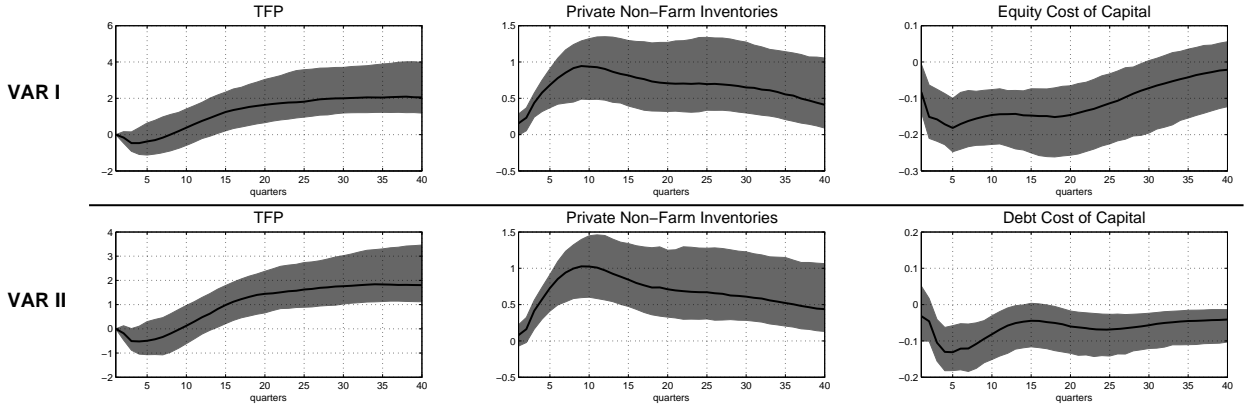 TFP
Private Non−Farm Inventories
Equity Cost of Capital
VAR I
6
4
2
0
−2
5 10 15 20 25 30 35 40
quarters
1.5
1
0.5
0
−0.5
5 10 15 20 25 30 35 40
quarters
0.1
0
−0.1
−0.2
−0.3
5 10 15 20 25 30 35 40
quarters
TFP
Private Non−Farm Inventories
Debt Cost of Capital
VAR II
4
3
2
1
0
−1
−2
5 10 15 20 25 30 35 40
quarters
1.5
1
0.5
0
−0.5
5 10 15 20 25 30 35 40
quarters
0.2
0.1
0
−0.1
−0.2
5 10 15 20 25 30 35 40
quarters